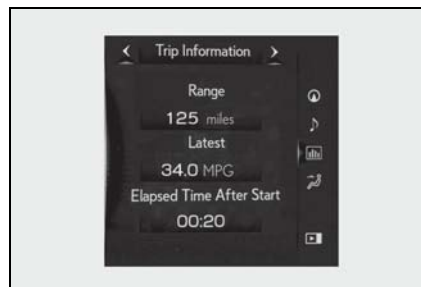 Trip Information
Range
125 miles
Latest
34.0 MPG
Elapsed Time After Start
00:20